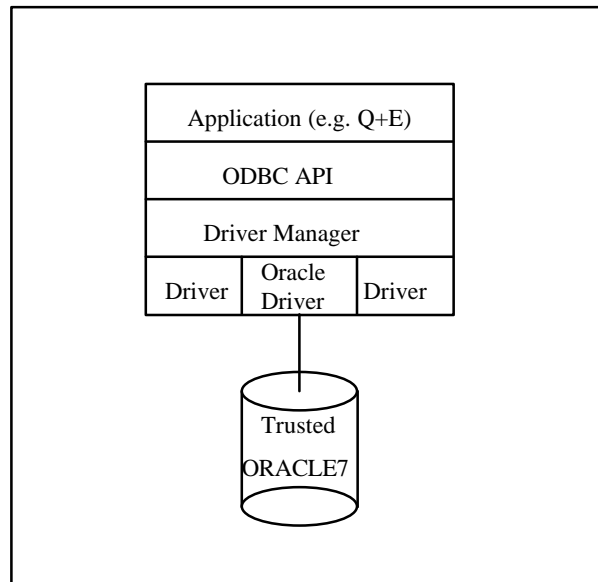 Application (e.g. Q+E)
ODBC API
Driver Manager
Driver
Oracle
Driver
Driver
Trusted
ORACLE7